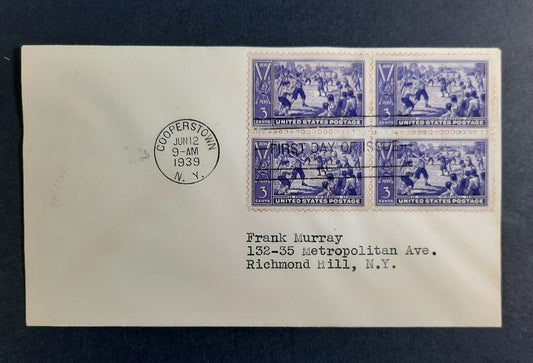 COOPERSTOWN
JUN 12
9-AM
1939
N. Y.
3 CENTS
UNITED STATES POSTAGE
3 CENTS
UNITED STATES POSTAGE
FIRST DAY OF ISSUE
3 CENTS
UNITED STATES POSTAGE
3 CENTS
UNITED STATES POSTAGE
Frank Murray
132-35 Metropolitan Ave.
Richmond Hill, N.Y.